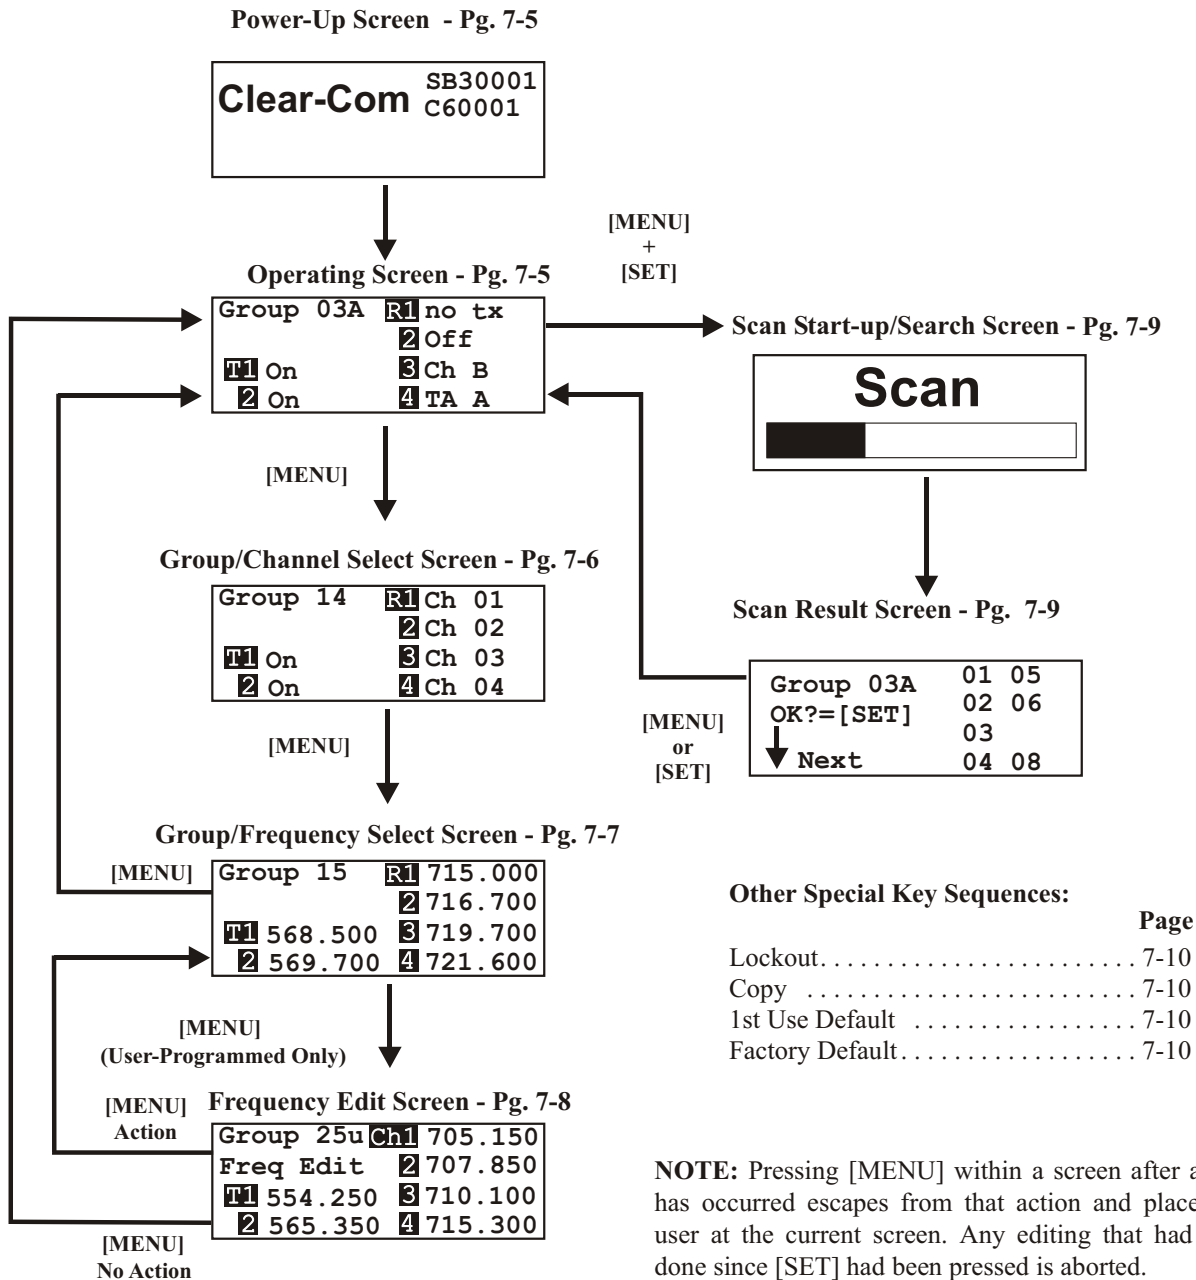 Power-Up Screen - Pg. 7-5
Clear-Com
SB30001
C60001
[MENU]
+
[SET]
Operating Screen - Pg. 7-5
Group 03A R1 no tx
2 Off
T1 On 3 Ch B
2 On 4 TA A
Scan Start-up/Search Screen - Pg. 7-9
Scan
[MENU]
Group/Channel Select Screen - Pg. 7-6
Group 14 R1 Ch 01
2 Ch 02
T1 On 3 Ch 03
2 On 4 Ch 04
Scan Result Screen - Pg. 7-9
Group 03A 01 05
OK?=[SET] 02 06
03
Next 04 08
[MENU]
or
[SET]
[MENU]
Group/Frequency Select Screen - Pg. 7-7
[MENU]
Group 15 R1 715.000
2 716.700
T1 568.500 3 719.700
2 569.700 4 721.600
[MENU]
(User-Programmed Only)
[MENU]
Action
Frequency Edit Screen - Pg. 7-8
Group 25u Ch1 705.150
Freq Edit 2 707.850
T1 554.250 3 710.100
2 565.350 4 715.300
[MENU]
No Action
Other Special Key Sequences:
Page
Lockout. . . . . . . . . . . . . . . . . . . . . . . . 7-10
Copy . . . . . . . . . . . . . . . . . . . . . . . . . 7-10
1st Use Default . . . . . . . . . . . . . . . . . 7-10
Factory Default. . . . . . . . . . . . . . . . . . 7-10
NOTE: Pressing [MENU] within a screen after a
has occurred escapes from that action and place
user at the current screen. Any editing that had
done since [SET] had been pressed is aborted.